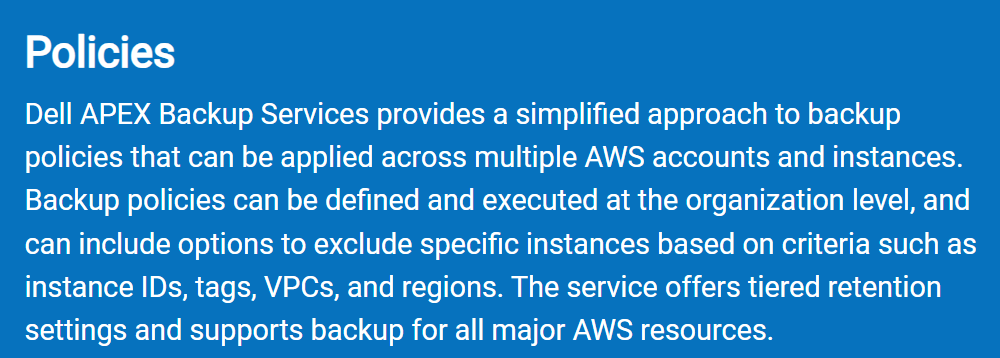 Policies
Dell APEX Backup Services provides a simplified approach to backup
policies that can be applied across multiple AWS accounts and instances.
Backup policies can be defined and executed at the organization level, and
can include options to exclude specific instances based on criteria such as
instance IDs, tags, VPCs, and regions. The service offers tiered retention
settings and supports backup for all major AWS resources.